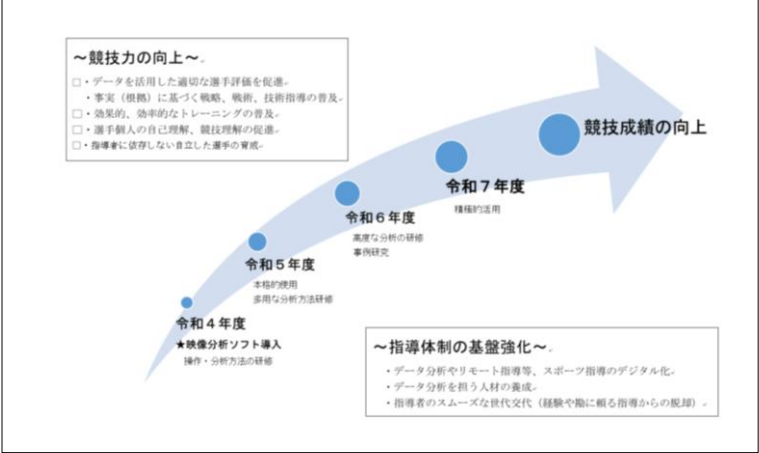 ～競技力の向上～
□・データを活用した適切な選手評価を促進
・事実（根拠）に基づく戦略、戦術、技術指導の普及
□・効果的、効率的なトレーニングの普及
□・選手個人の自己理解、競技理解の促進
□・指導者に依存しない自立した選手の育成
競技成績の向上
令和７年度
積極的活用
令和６年度
高度な分析の研修
事例研究
令和５年度
本格的使用
多用な分析方法研修
令和４年度
★映像分析ソフト導入
操作・分析方法の研修
～指導体制の基盤強化～
・データ分析やリモート指導等、スポーツ指導のデジタル化
・データ分析を担う人材の養成
・指導者のスムーズな世代交代（経験や勘に頼る指導からの脱却）